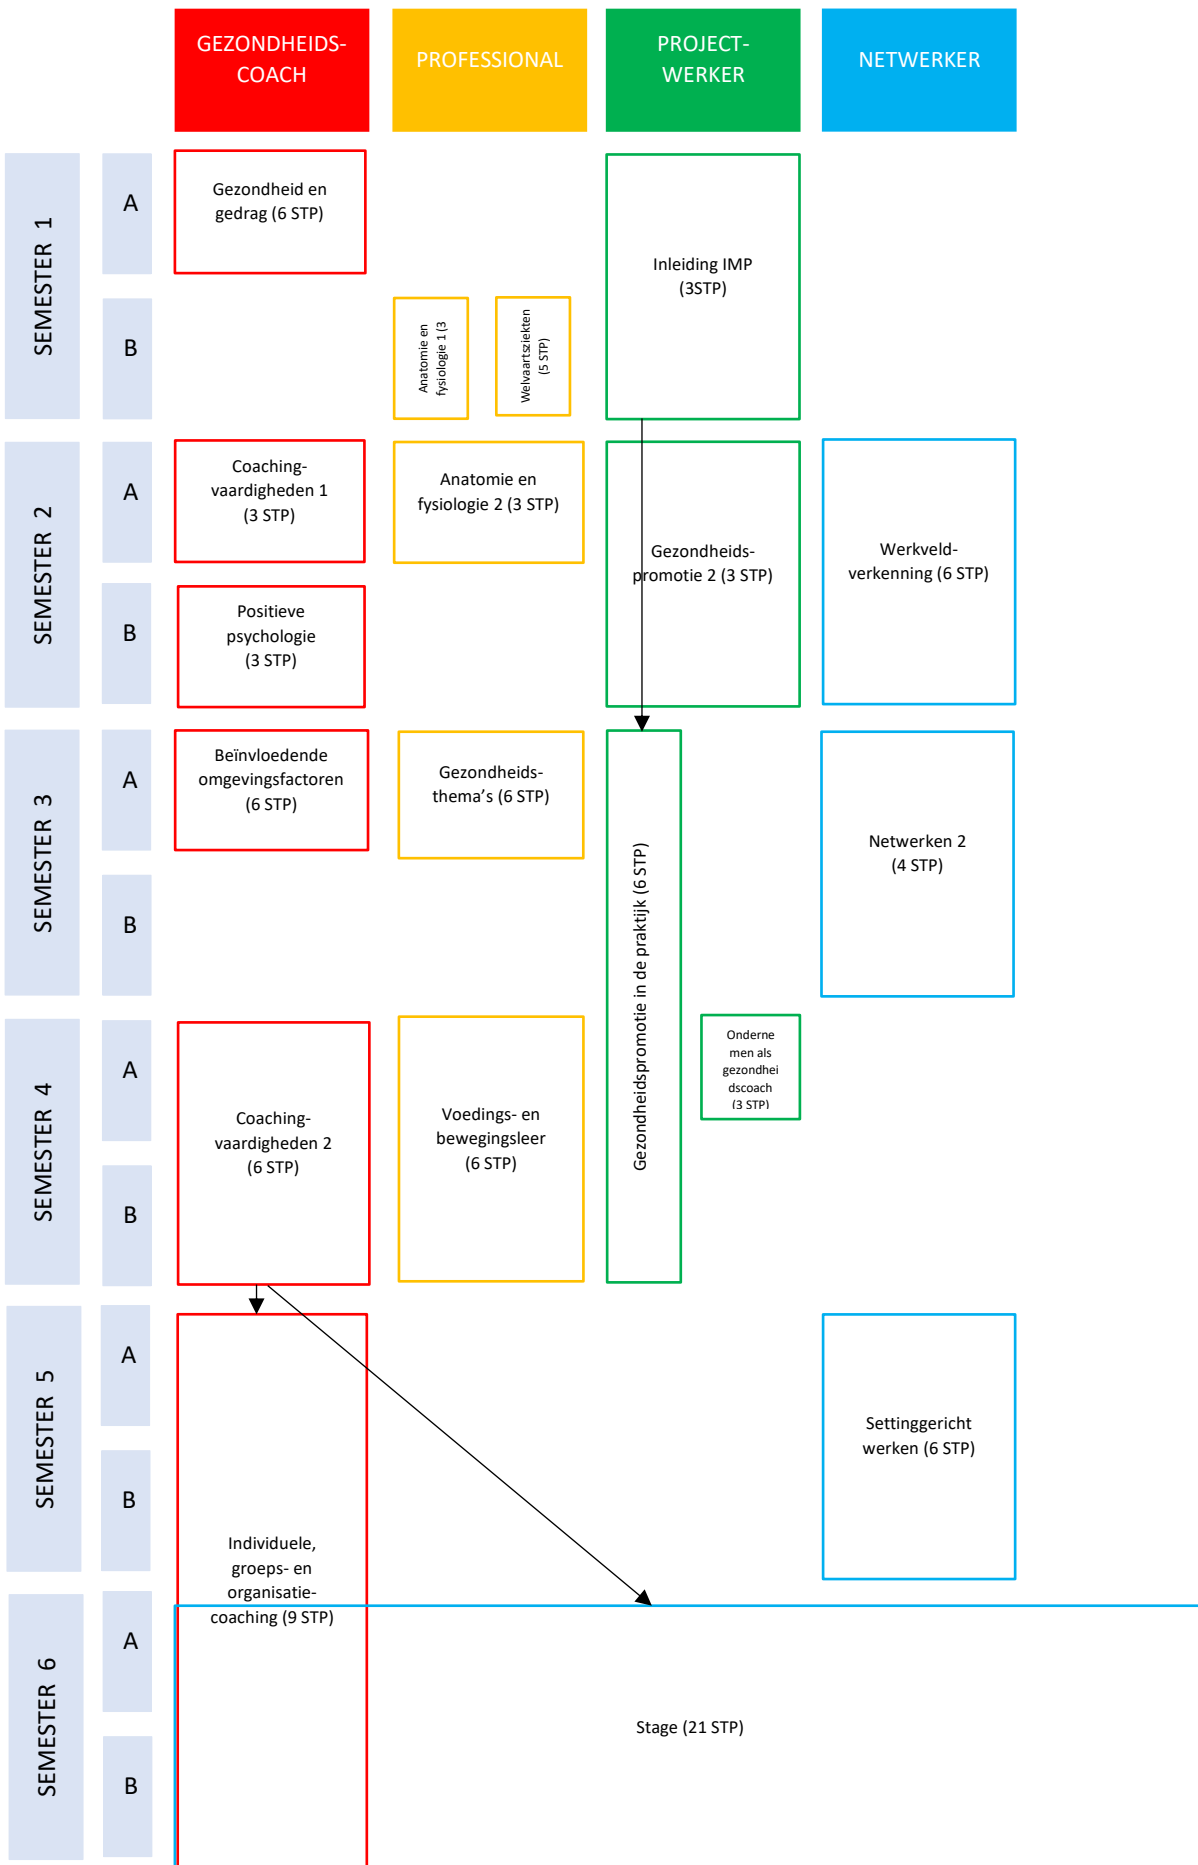 GEZONDHEIDS-
COACH
PROFESSIONAL
PROJECT-
WERKER
NETWERKER
SEMESTER 1
A
Gezondheid en
gedrag (6 STP)
Inleiding IMP
(3STP)
B
Anatomie en
fysiologie 1 (3
Welvaartsziekten
(5 STP)
SEMESTER 2
A
Coaching-
vaardigheden 1
(3 STP)
Anatomie en
fysiologie 2 (3 STP)
Gezondheids-
promotie 2 (3 STP)
Werkveld-
verkenning (6 STP)
B
Positieve
psychologie
(3 STP)
SEMESTER 3
A
Beïnvloedende
omgevingsfactoren
(6 STP)
Gezondheids-
thema's (6 STP)
Gezondheidspromotie in de praktijk (6 STP)
Netwerken 2
(4 STP)
B
SEMESTER 4
A
Coaching-
vaardigheden 2
(6 STP)
Voedings- en
bewegingsleer
(6 STP)
Onderne
men als
gezondhei
dscoach
(3 STP)
B
SEMESTER 5
A
Settinggericht
werken (6 STP)
B
Individuele,
groeps- en
organisatie-
coaching (9 STP)
SEMESTER 6
A
Stage (21 STP)
B